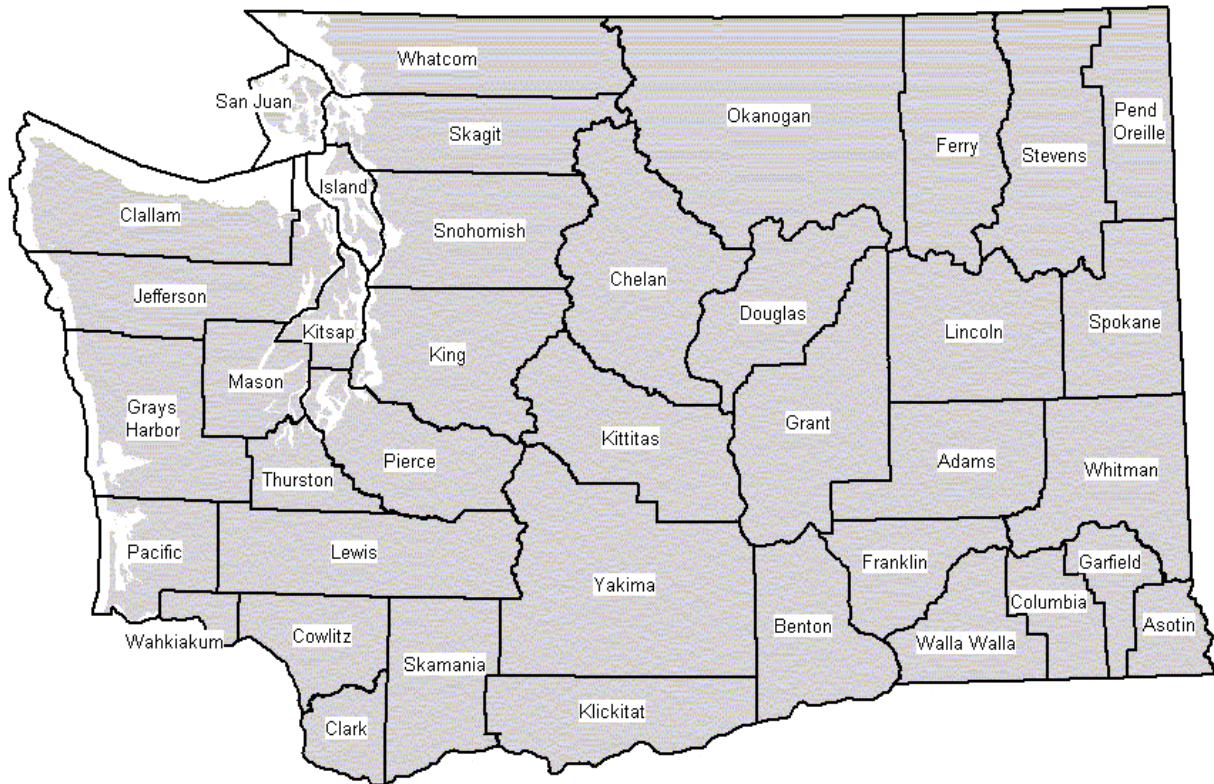 Whatcom
San Juan
Skagit
Okanogan
Ferry
Stevens
Pend
Oreille
Island
Clallam
Snohomish
Chelan
Jefferson
Kitsap
King
Douglas
Lincoln
Spokane
Mason
Grays
Harbor
Kittitas
Grant
Pierce
Thurston
Adams
Whitman
Pacific
Lewis
Yakima
Franklin
Garfield
Columbia
Wahkiakum
Cowlitz
Skamania
Benton
Walla Walla
Asotin
Klickitat
Clark